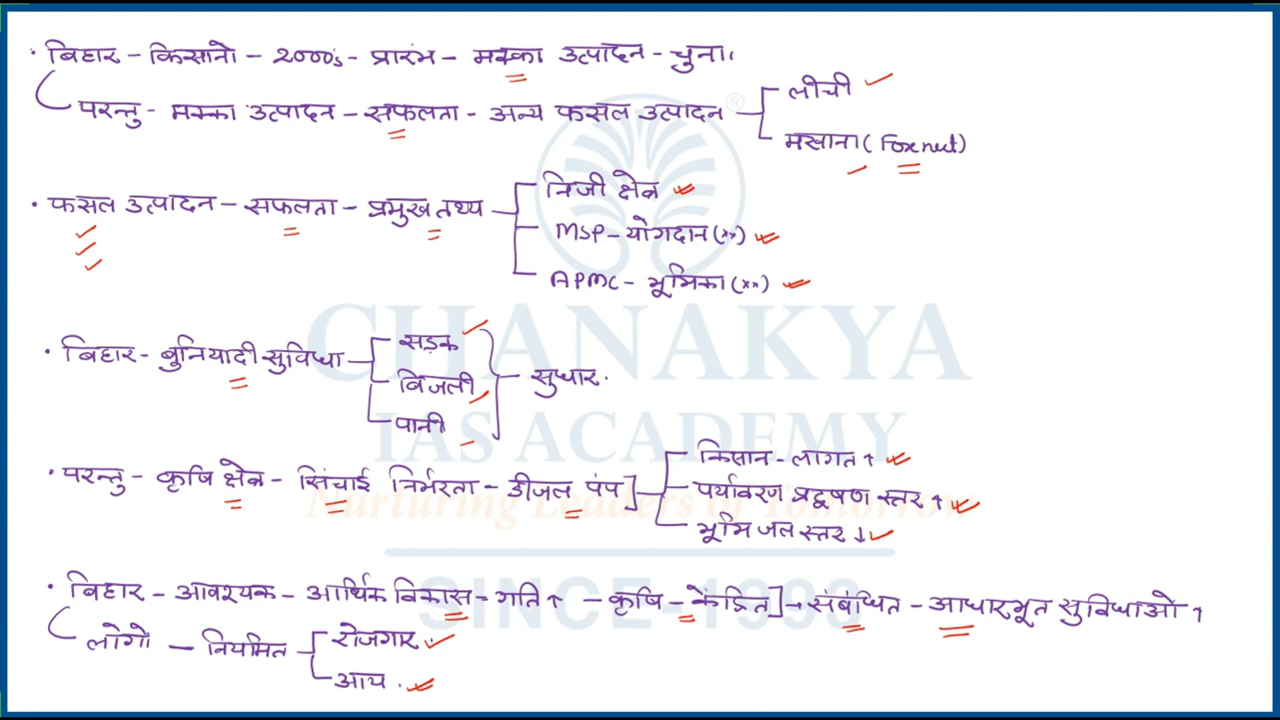 · बिहार - किसानो - 2000's - प्रारंभ - मक्का उत्पादन - चुना।
परन्तु - मक्का उत्पादन - सफलता - अन्य फसल उत्पादन
लीची
मखाना (Foxnut)
· फसल उत्पादन - सफलता - प्रमुख तथ्य
निजी क्षेत्र
MSP - योगदान (××)
APMC - भूमिका (××)
· बिहार - बुनियादी सुविधा
सड़क
बिजली
पानी
सुधार.
· परन्तु - कृषि क्षेत्र - सिंचाई निर्भरता - डीजल पंप]
किसान - लागत ↑
पर्यावरण प्रदूषण स्तर ↑
भूमि जल स्तर ↓
· बिहार - आवश्यक - आर्थिक विकास - गति ↑ - कृषि - केंद्रित] → संबंधित - आधारभूत सुविधाओ ↑
लोगो - नियमित
रोजगार.
आय.
CHANAKYA
IAS ACADEMY
Nurturing Leaders of Tomorrow
SINCE-1993
®